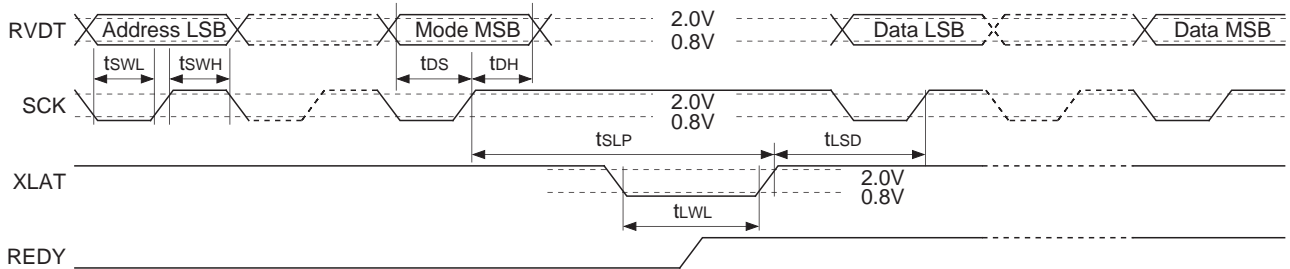 RVDT Address LSB Mode MSB 2.0V Data LSB Data MSB
0.8V
tSWL tSWH tDS tDH
SCK 2.0V
0.8V
tSLP tLSD
XLAT 2.0V
0.8V
tLWL
REDY